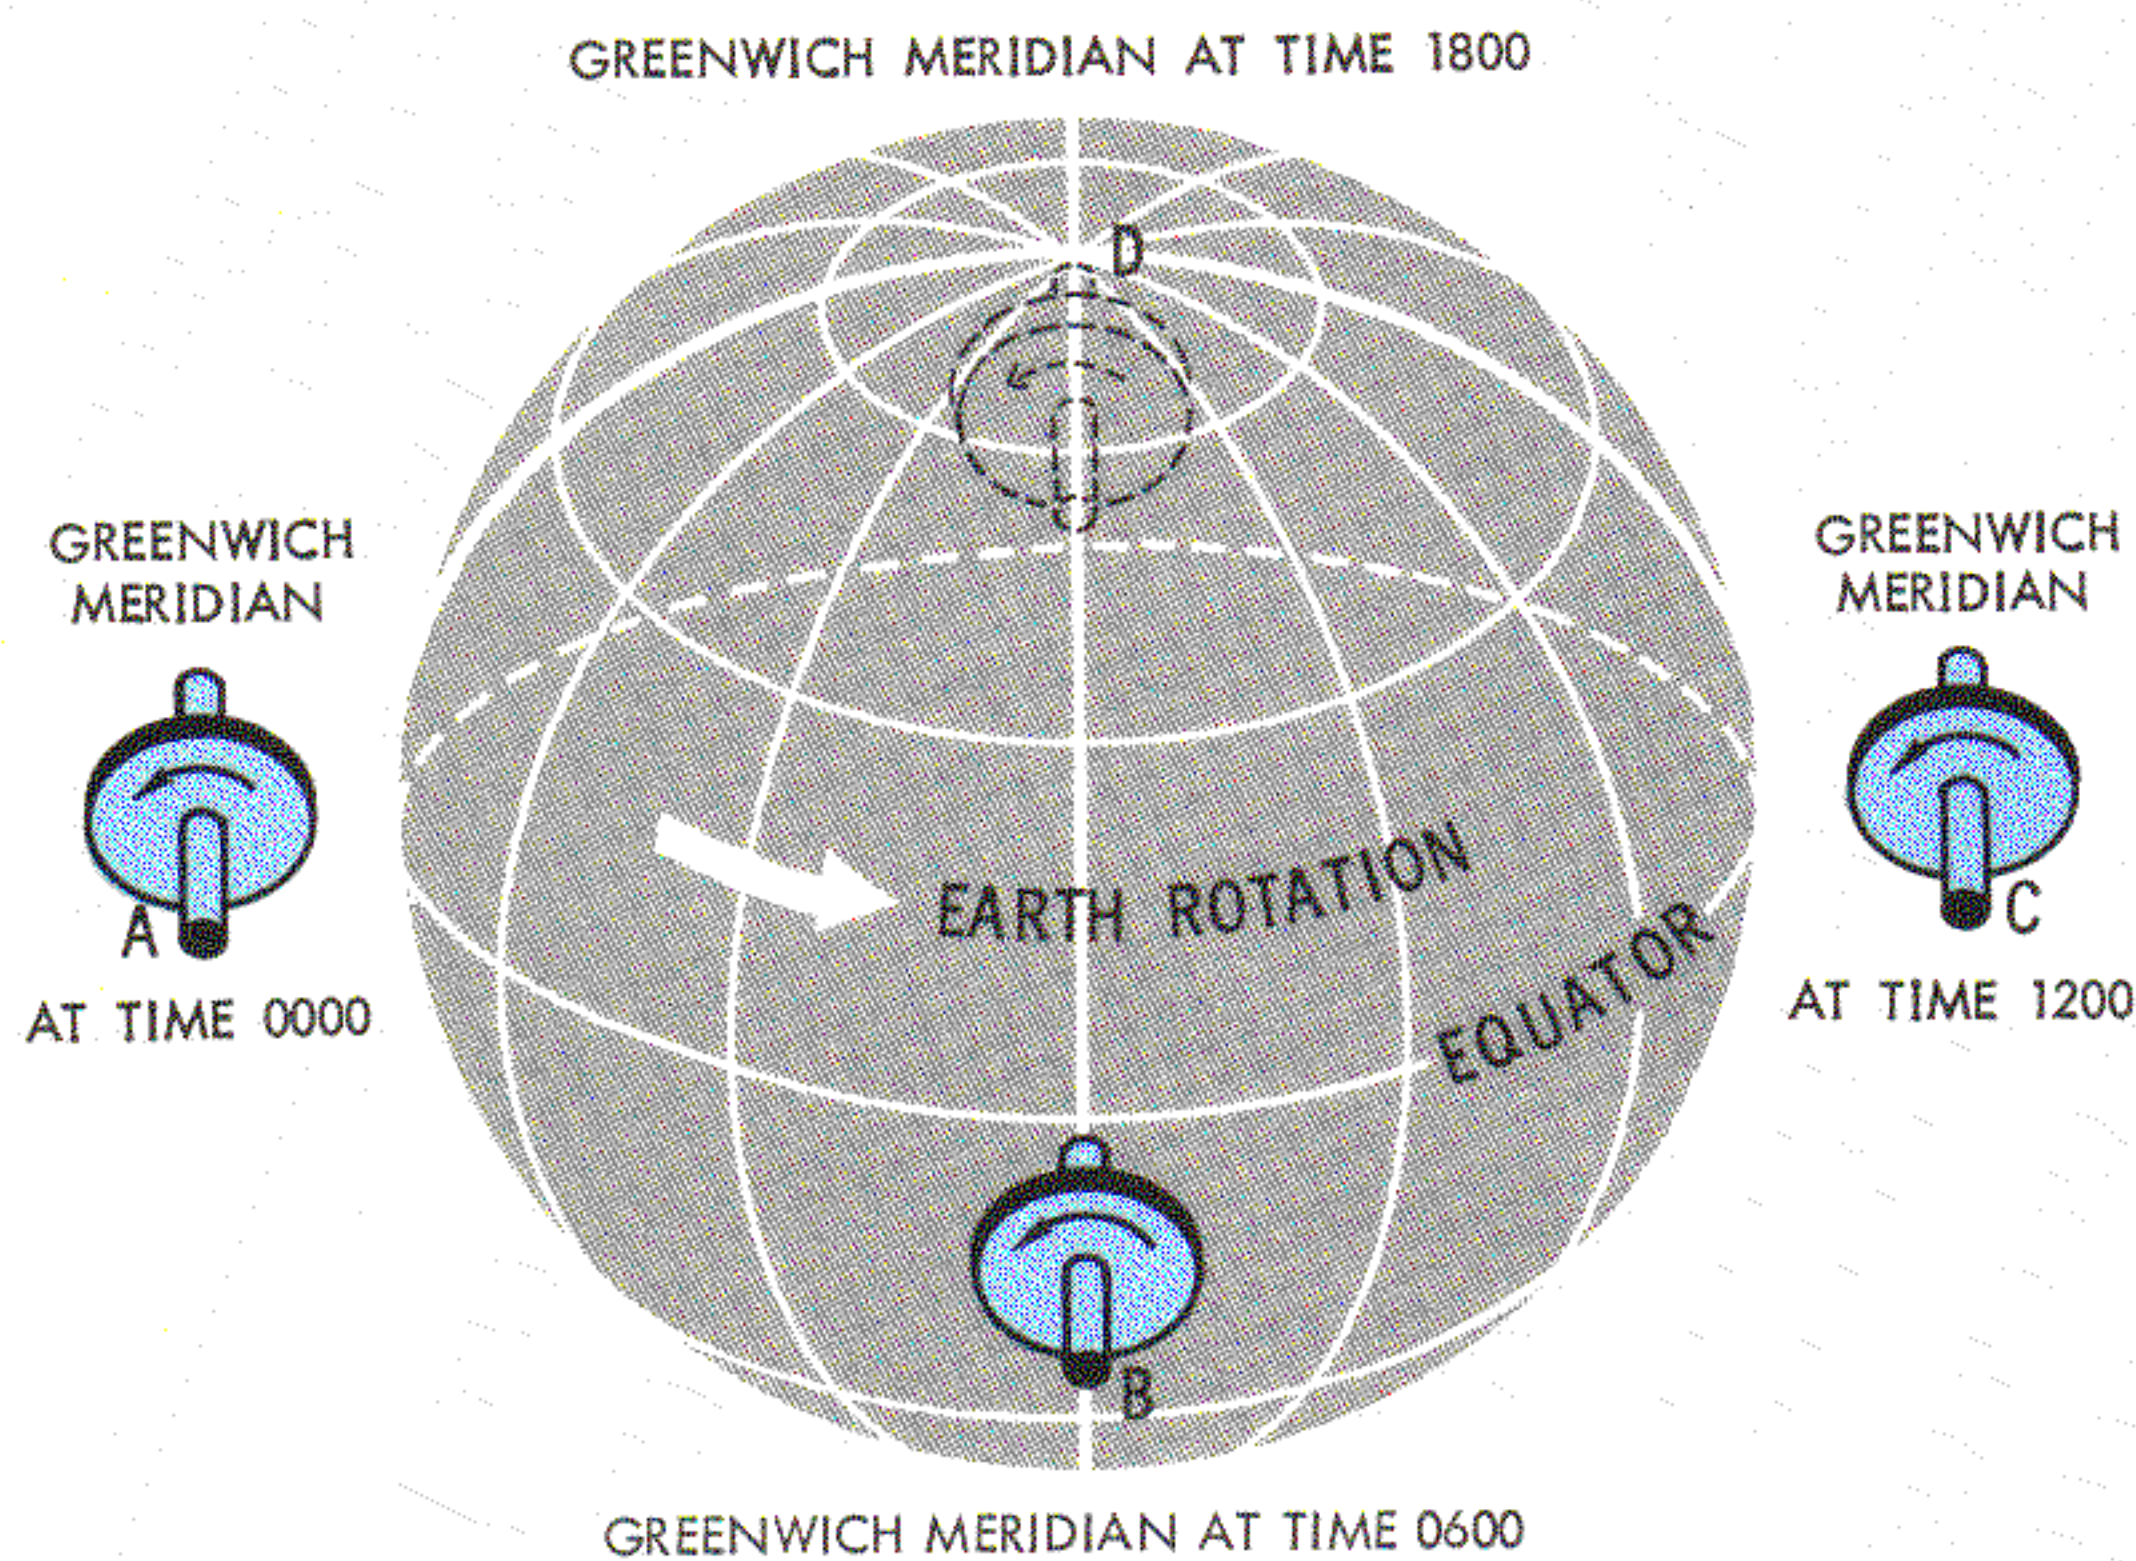 GREENWICH MERIDIAN AT TIME 1800
D
GREENWICH
MERIDIAN
A
AT TIME 0000
GREENWICH
MERIDIAN
C
AT TIME 1200
EARTH ROTATION
EQUATOR
B
GREENWICH MERIDIAN AT TIME 0600